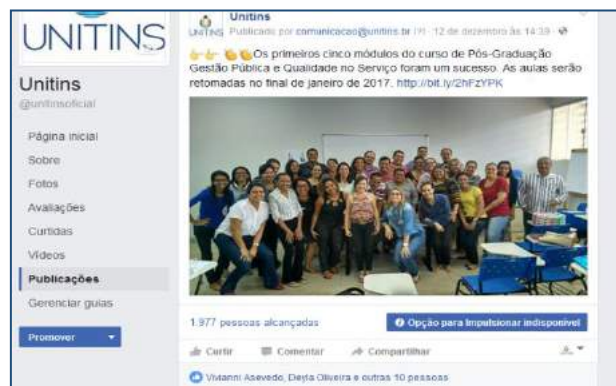 UNITINS
Unitins
@unitinsoficial
Página inicial
Sobre
Fotos
Avaliações
Curtidas
Vídeos
Publicações
Gerenciar guias
Promover
UNITINS
Unitins
Publicado por comunicacao@unitins.br [?] · 12 de dezembro às 14:39 ·
Os primeiros cinco módulos do curso de Pós-Graduação
Gestão Pública e Qualidade no Serviço foram um sucesso. As aulas serão
retomadas no final de janeiro de 2017. http://bit.ly/2hFzYPK
1.977 pessoas alcançadas
Opção para Impulsionar indisponível
Curtir Comentar Compartilhar
Vivianni Asevedo, Deyla Oliveira e outras 10 pessoas